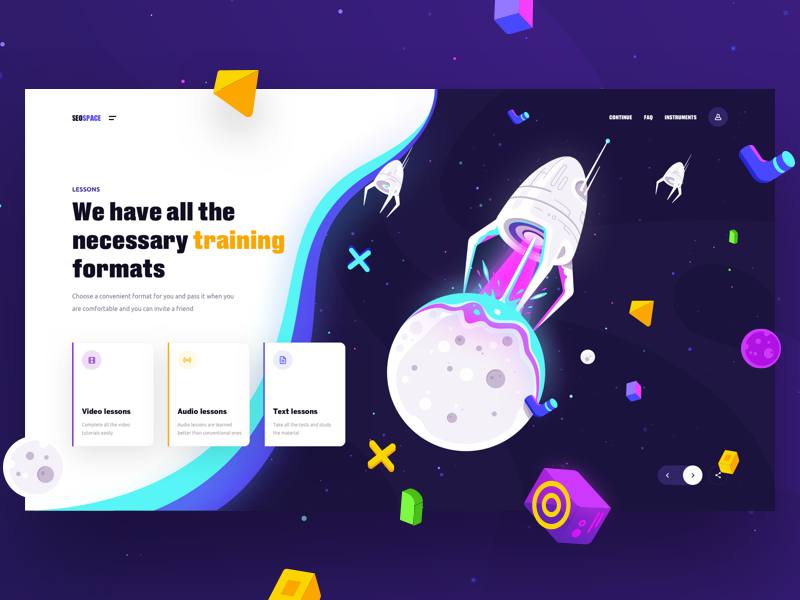 SEOSPACE
CONTINUE FAQ INSTRUMENTS
LESSONS
We have all the
necessary training
formats
Choose a convenient format for you and pass it when you
are comfortable and you can invite a friend
Video lessons
Complete all the video
tutorials easily
Audio lessons
Audio lessons are learned
better than conventional ones
Text lessons
Take all the tests and study
the material